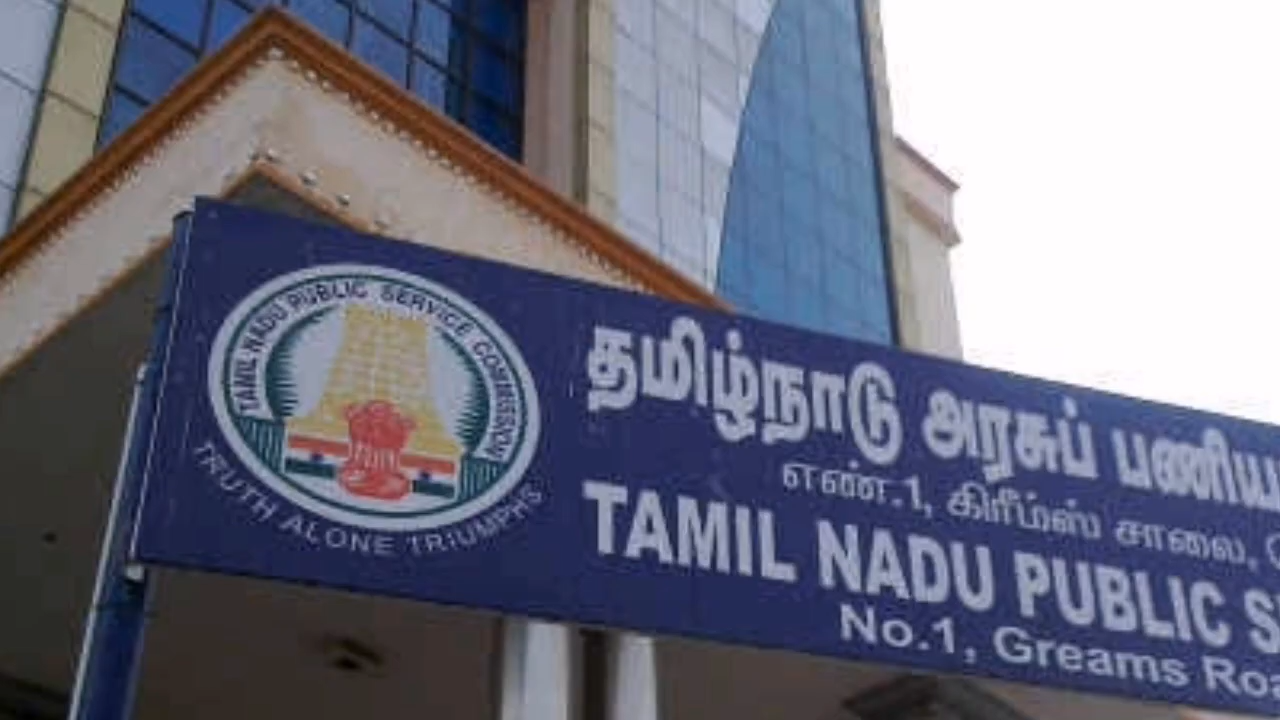 TAMIL NADU PUBLIC SERVICE COMMISSION
TRUTH ALONE TRIUMPHS
தமிழ்நாடு அரசுப்
எண்.1, கிரீம்ஸ் சாலை,
TAMIL NADU PUBLIC
No.1, Greams